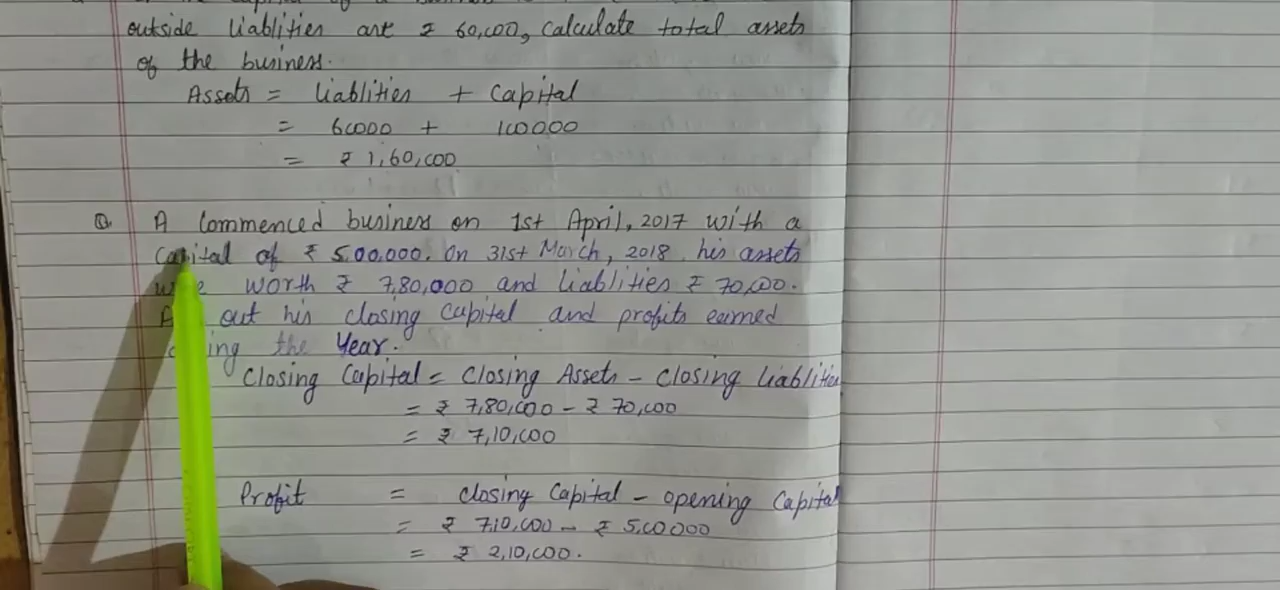 outside liablities are ₹ 60,000, Calculate total assets
of the business.
Assets = liablities + Capital
= 60000 + 100000
= ₹ 1,60,000
Q. A Commenced business on 1st April, 2017 with a
Capital of ₹ 5,00,000. On 31st March, 2018 his assets
worth ₹ 7,80,000 and liablities ₹ 70,000.
out his closing capital and profits earned
the Year.
Closing Capital = Closing Assets - Closing liablities
= ₹ 7,80,000 - ₹ 70,000
= ₹ 7,10,000
Profit = Closing Capital - opening Capital
= ₹ 7,10,000 - ₹ 5,00000
= ₹ 2,10,000.